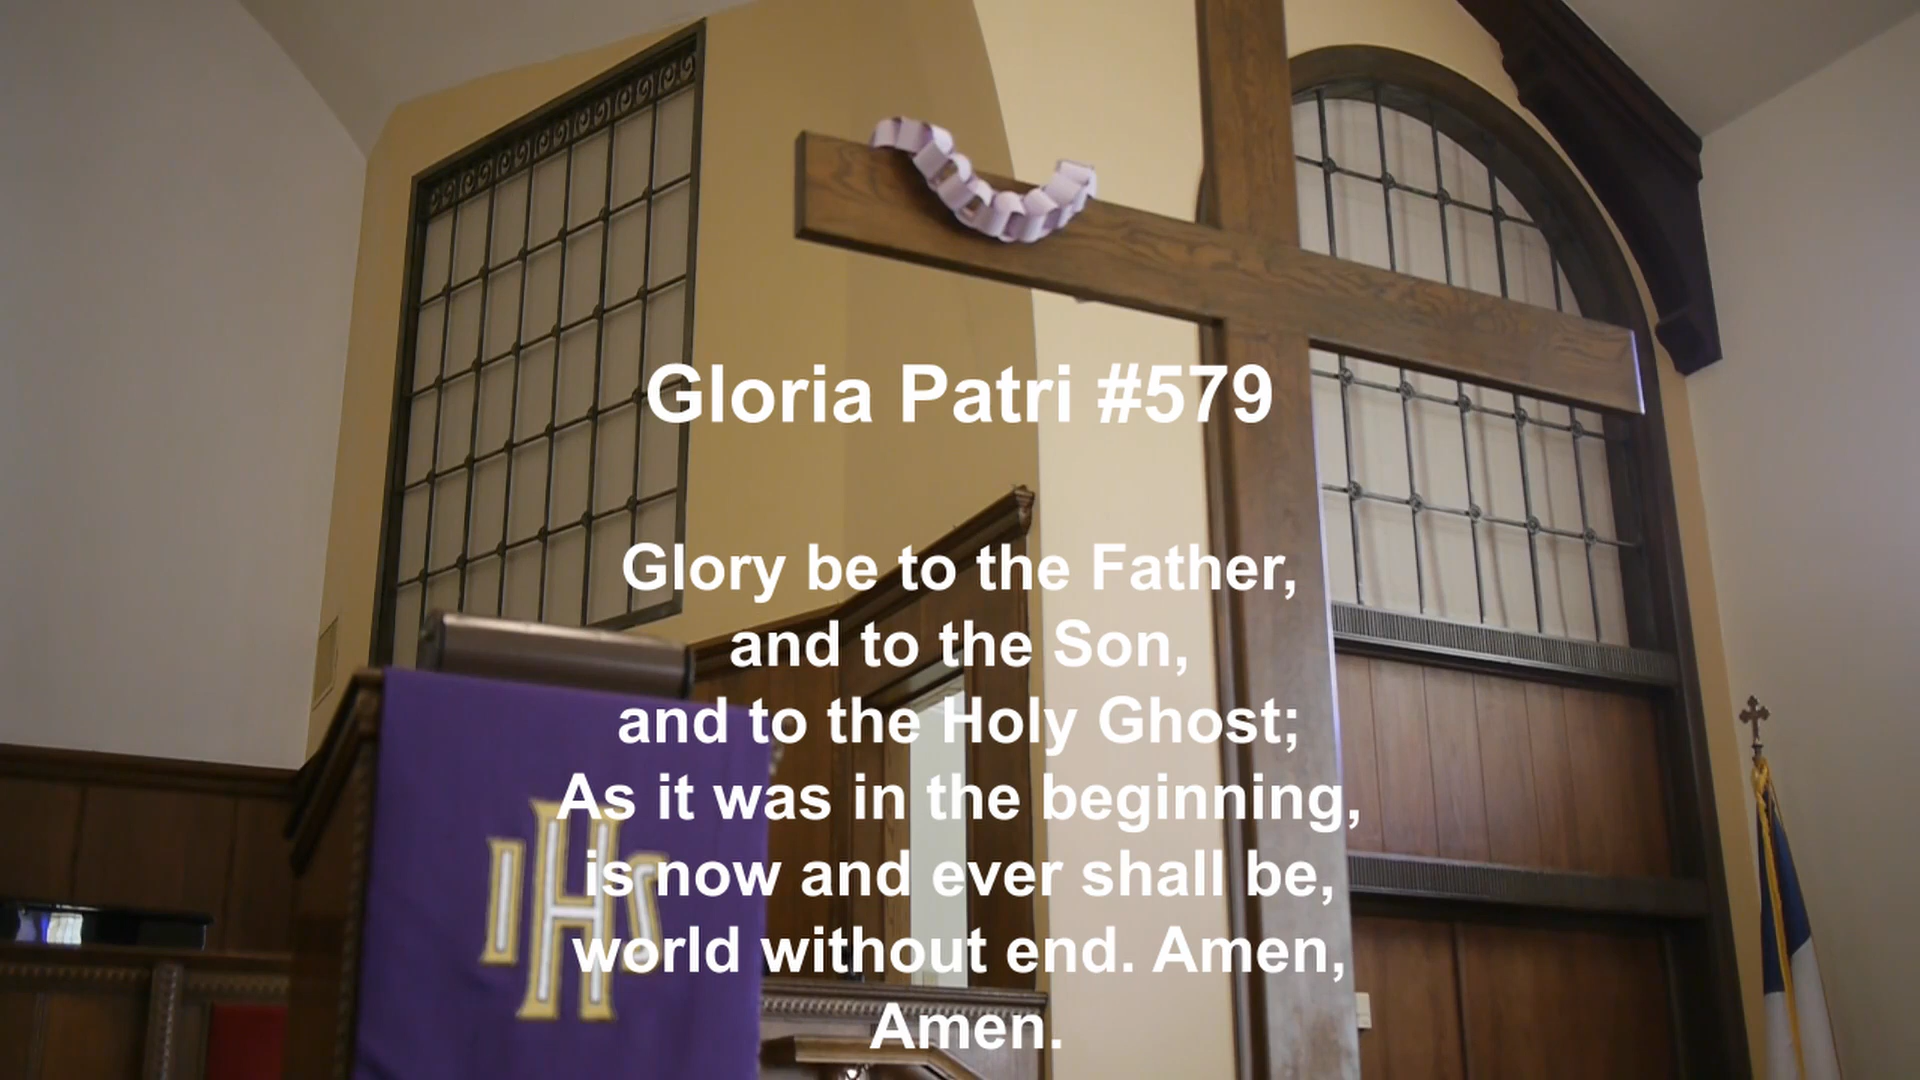 Gloria Patri #579
Glory be to the Father,
and to the Son,
and to the Holy Ghost;
As it was in the beginning,
is now and ever shall be,
world without end. Amen,
Amen.
IHS